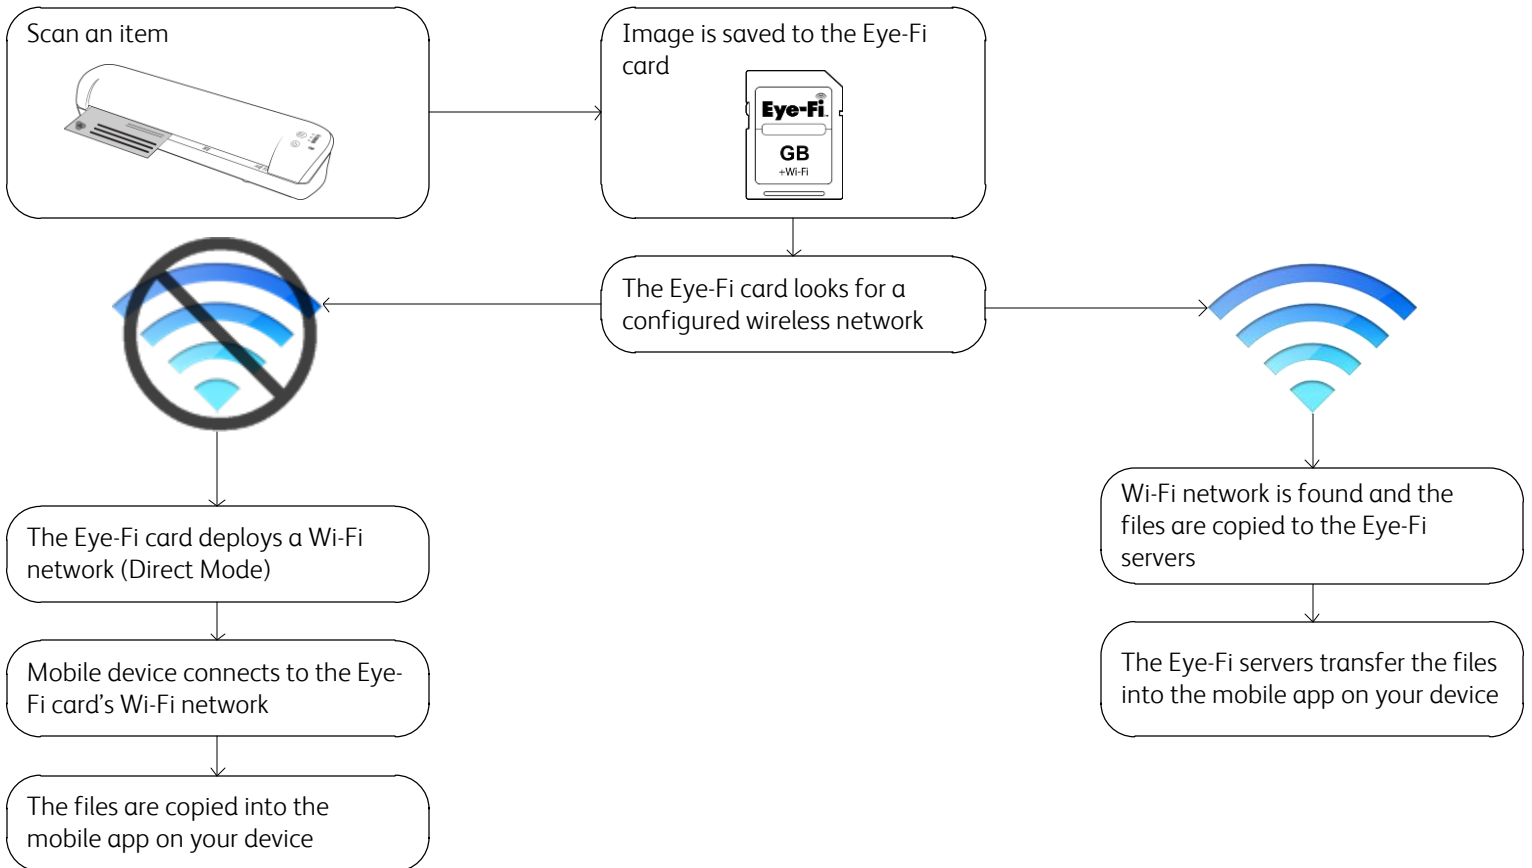 Scan an item
Image is saved to the Eye-Fi
card
Eye-Fi
GB
+Wi-Fi
The Eye-Fi card looks for a
configured wireless network
The Eye-Fi card deploys a Wi-Fi
network (Direct Mode)
Mobile device connects to the Eye-
Fi card’s Wi-Fi network
The files are copied into the
mobile app on your device
Wi-Fi network is found and the
files are copied to the Eye-Fi
servers
The Eye-Fi servers transfer the files
into the mobile app on your device